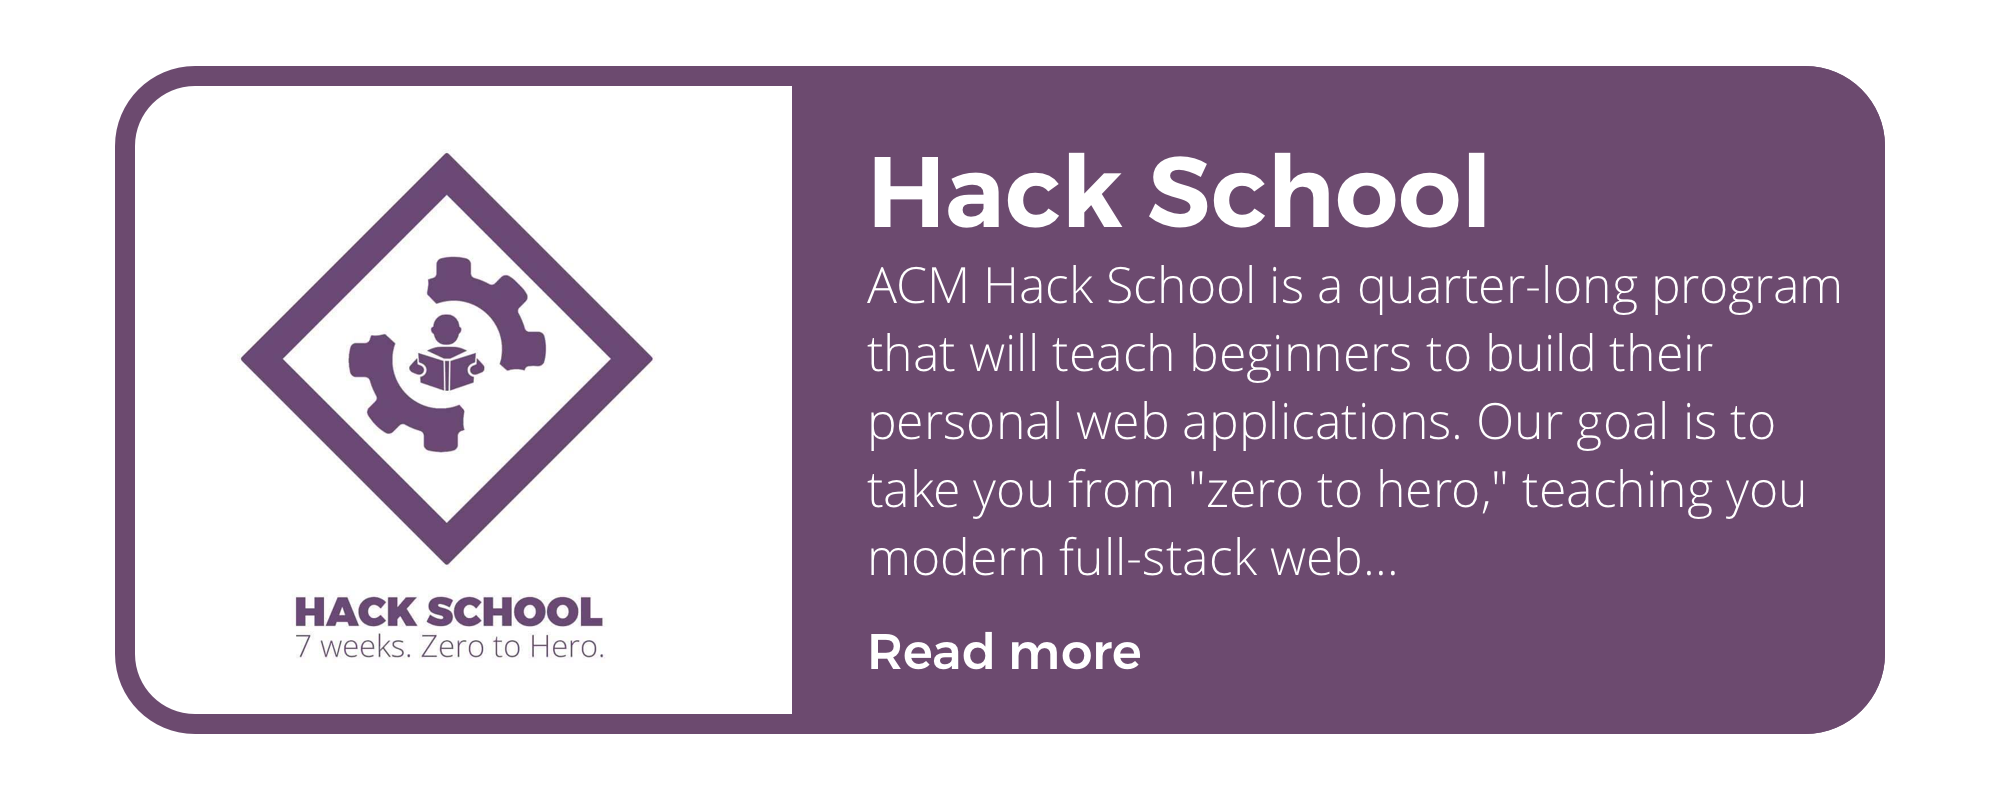 HACK SCHOOL
7 weeks. Zero to Hero.
Hack School
ACM Hack School is a quarter-long program
that will teach beginners to build their
personal web applications. Our goal is to
take you from "zero to hero," teaching you
modern full-stack web...
Read more